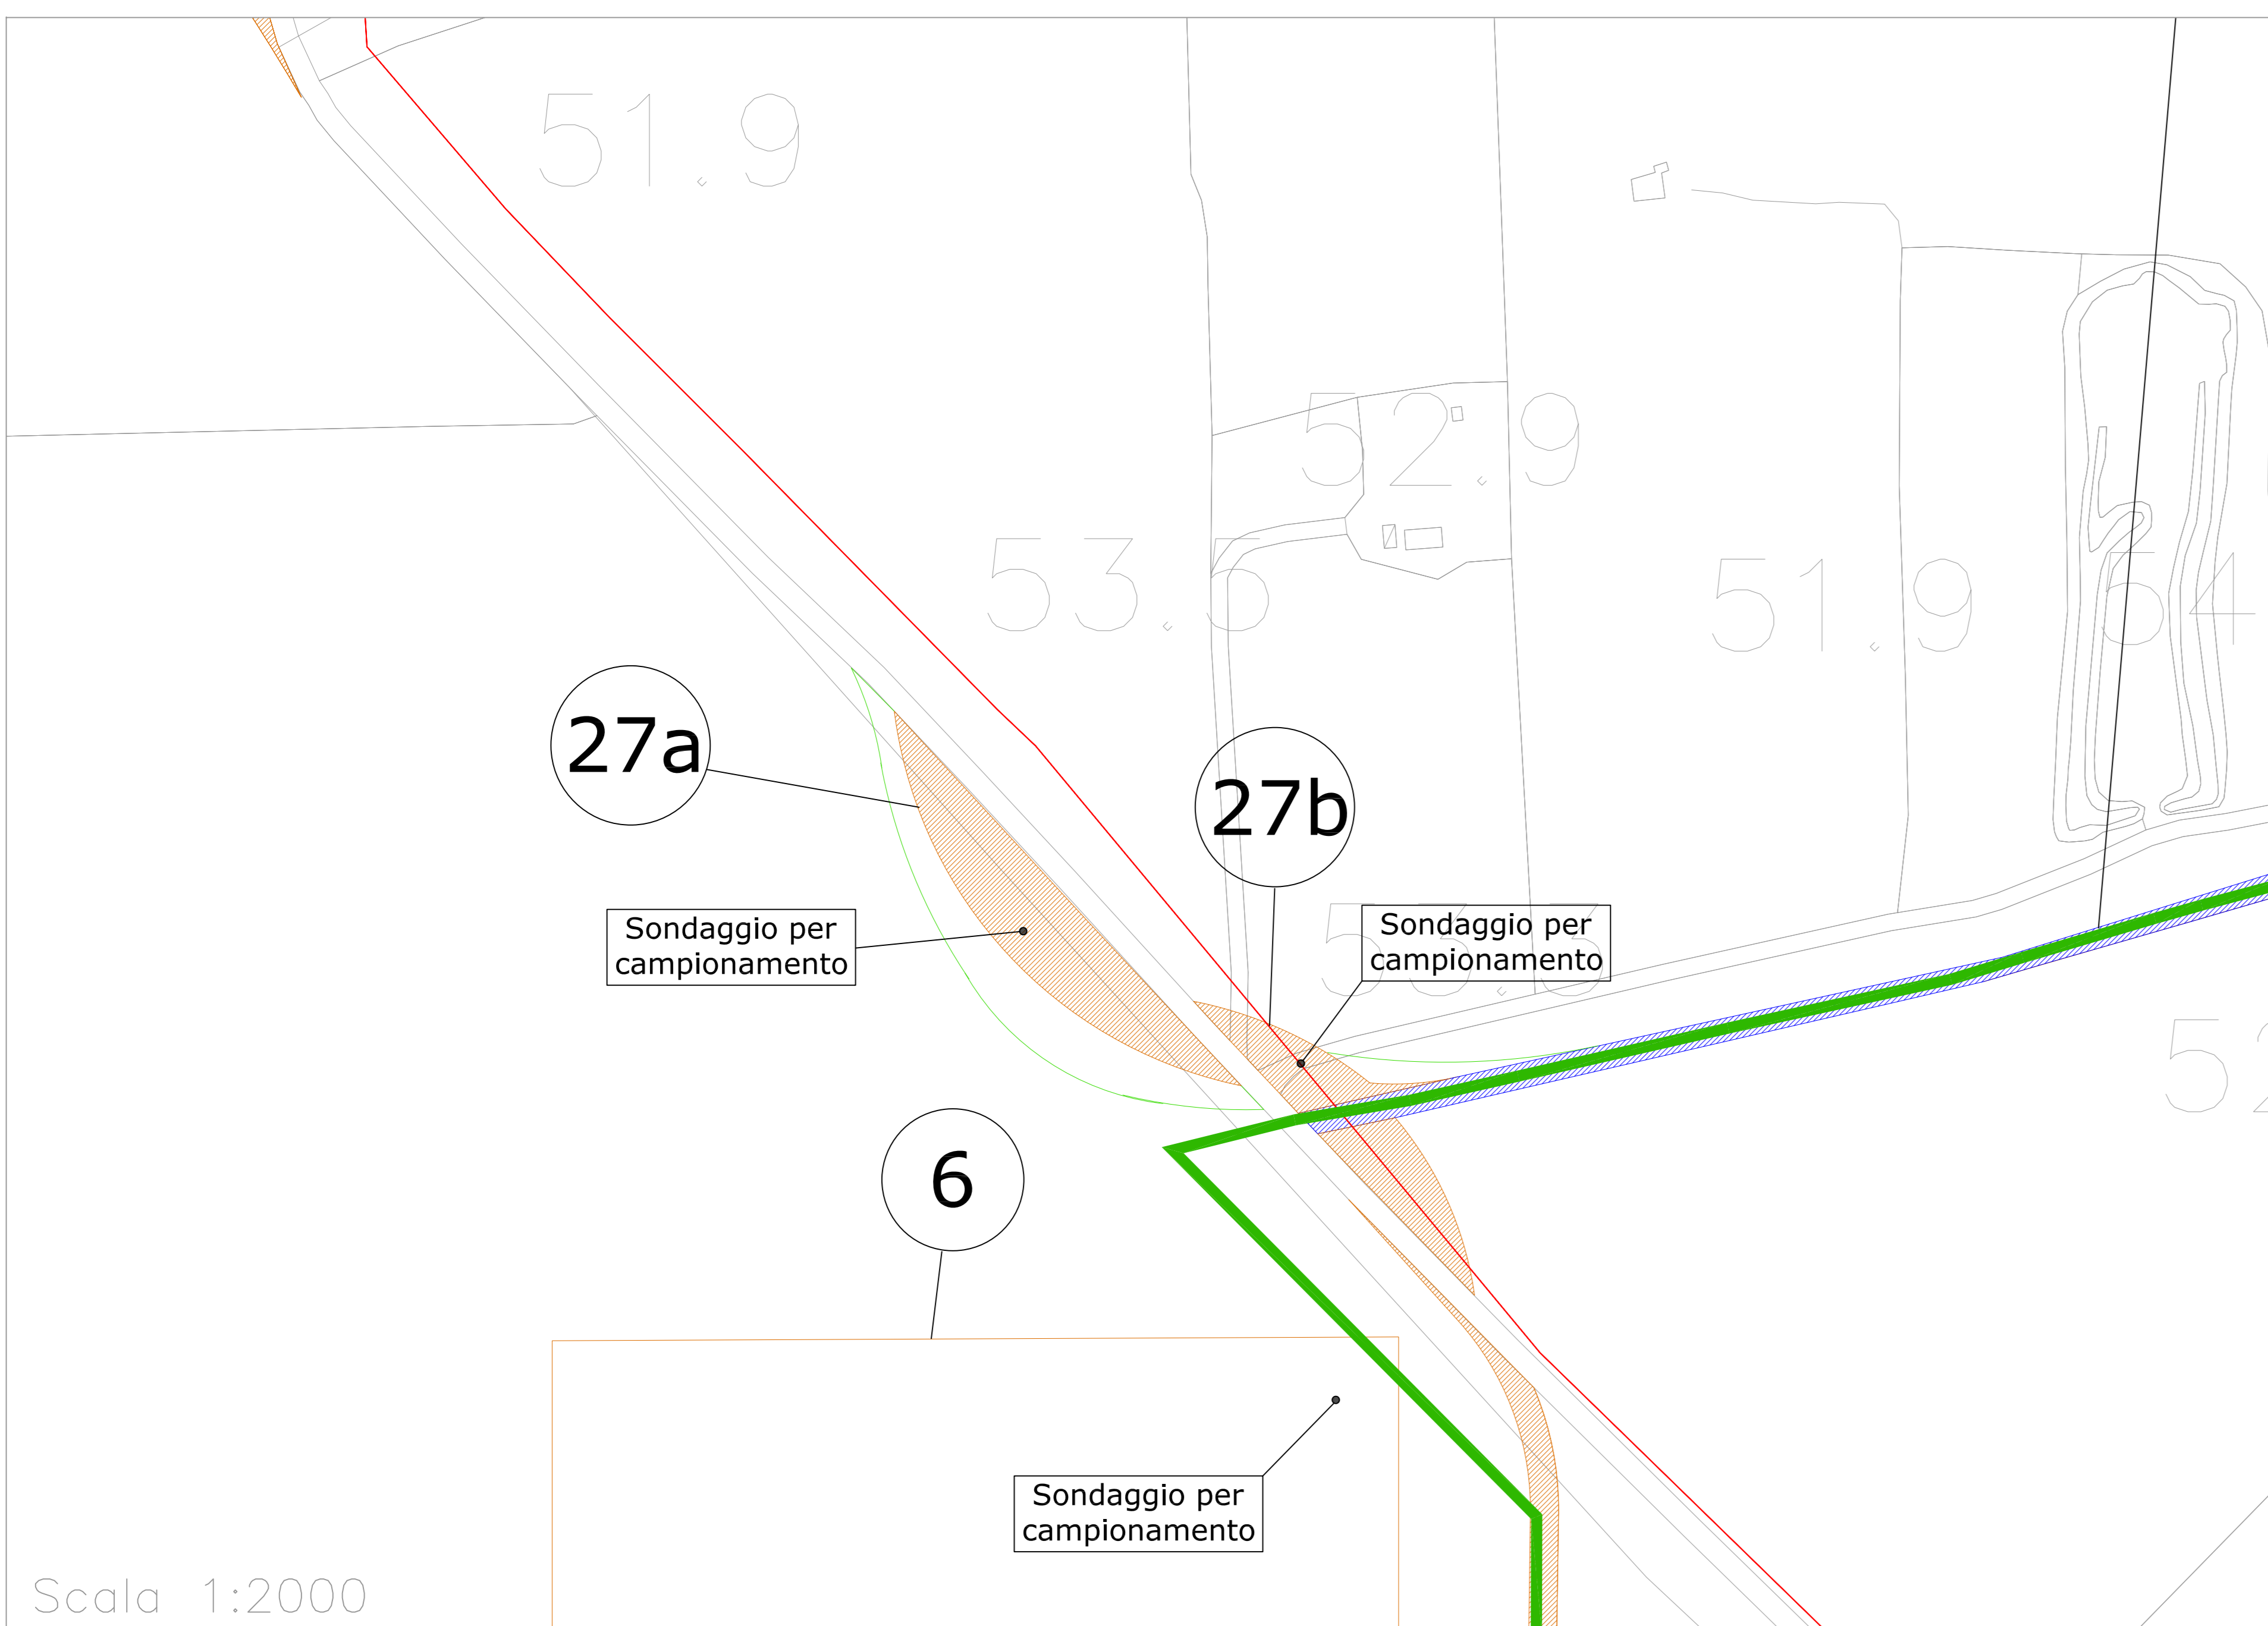 51.9
52.9
53.5
51.9
27a
27b
Sondaggio per
campionamento
Sondaggio per
campionamento
6
Sondaggio per
campionamento
Scala 1:2000